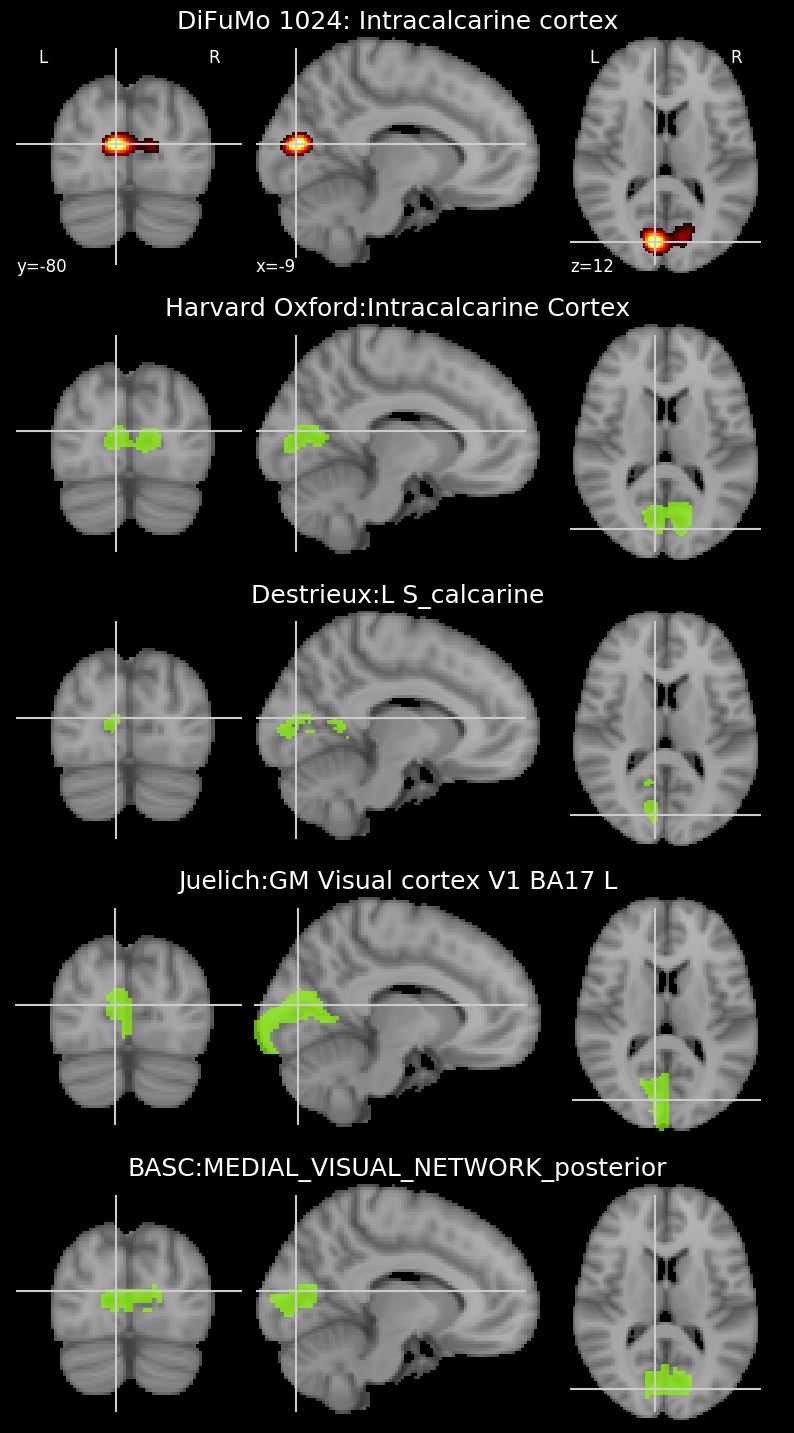 DiFuMo 1024: Intracalcarine cortex
L R L R
y=-80 x=-9 z=12
Harvard Oxford:Intracalcarine Cortex
Destrieux:L S_calcarine
Juelich:GM Visual cortex V1 BA17 L
BASC:MEDIAL_VISUAL_NETWORK_posterior